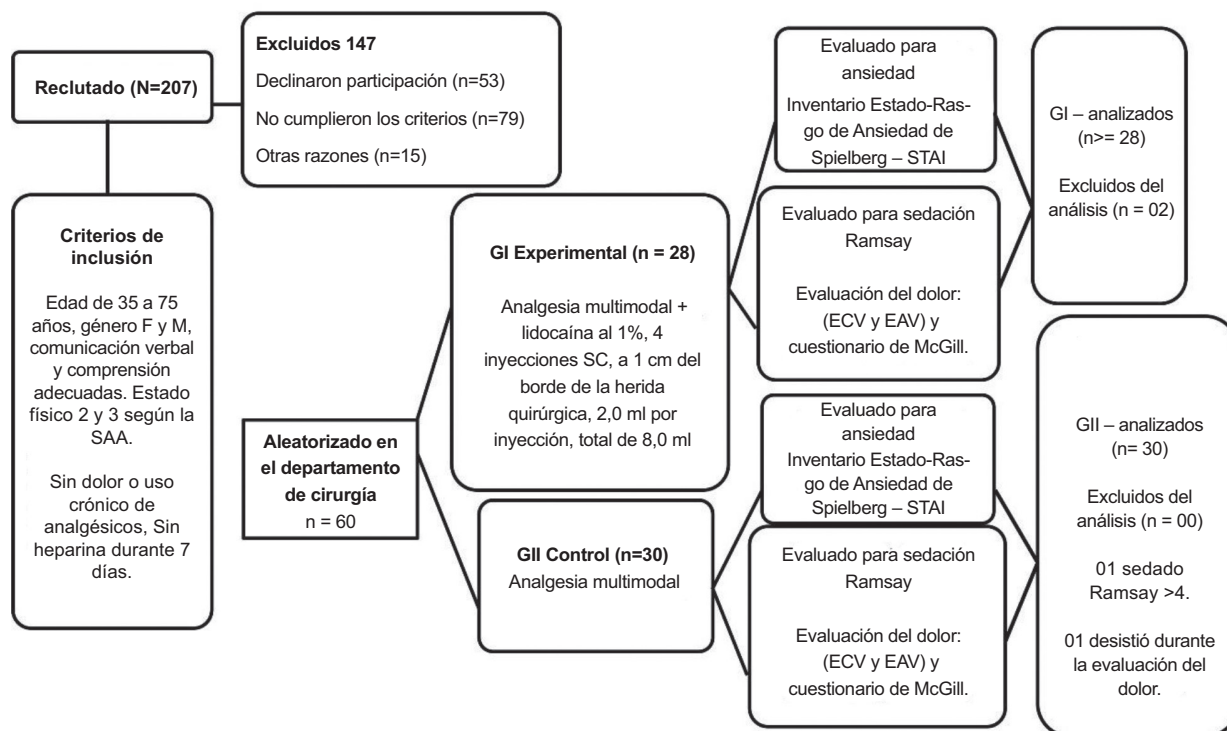 Reclutado (N=207)
Excluidos 147
Declinaron participación (n=53)
No cumplieron los criterios (n=79)
Otras razones (n=15)
Criterios de
inclusión
Edad de 35 a 75
años, género F y M,
comunicación verbal
y comprensión
adecuadas. Estado
físico 2 y 3 según la
SAA.
Sin dolor o uso
crónico de
analgésicos, Sin
heparina durante 7
días.
Aleatorizado en
el departamento
de cirurgía
n = 60
GI Experimental (n = 28)
Analgesia multimodal +
lidocaína al 1%, 4
inyecciones SC, a 1 cm del
borde de la herida
quirúrgica, 2,0 ml por
inyección, total de 8,0 ml
GII Control (n=30)
Analgesia multimodal
Evaluado para
ansiedad
Inventario Estado-Ras-
go de Ansiedad de
Spielberg – STAI
Evaluado para sedación
Ramsay
Evaluación del dolor:
(ECV y EAV) y
cuestionario de McGill.
Evaluado para
ansiedad
Inventario Estado-Ras-
go de Ansiedad de
Spielberg – STAI
Evaluado para sedación
Ramsay
Evaluación del dolor:
(ECV y EAV) y
cuestionario de McGill.
GI – analizados
(n>= 28)
Excluidos del
análisis (n = 02)
GII – analizados
(n= 30)
Excluidos del
análisis (n = 00)
01 sedado
Ramsay >4.
01 desistió durante
la evaluación del
dolor.